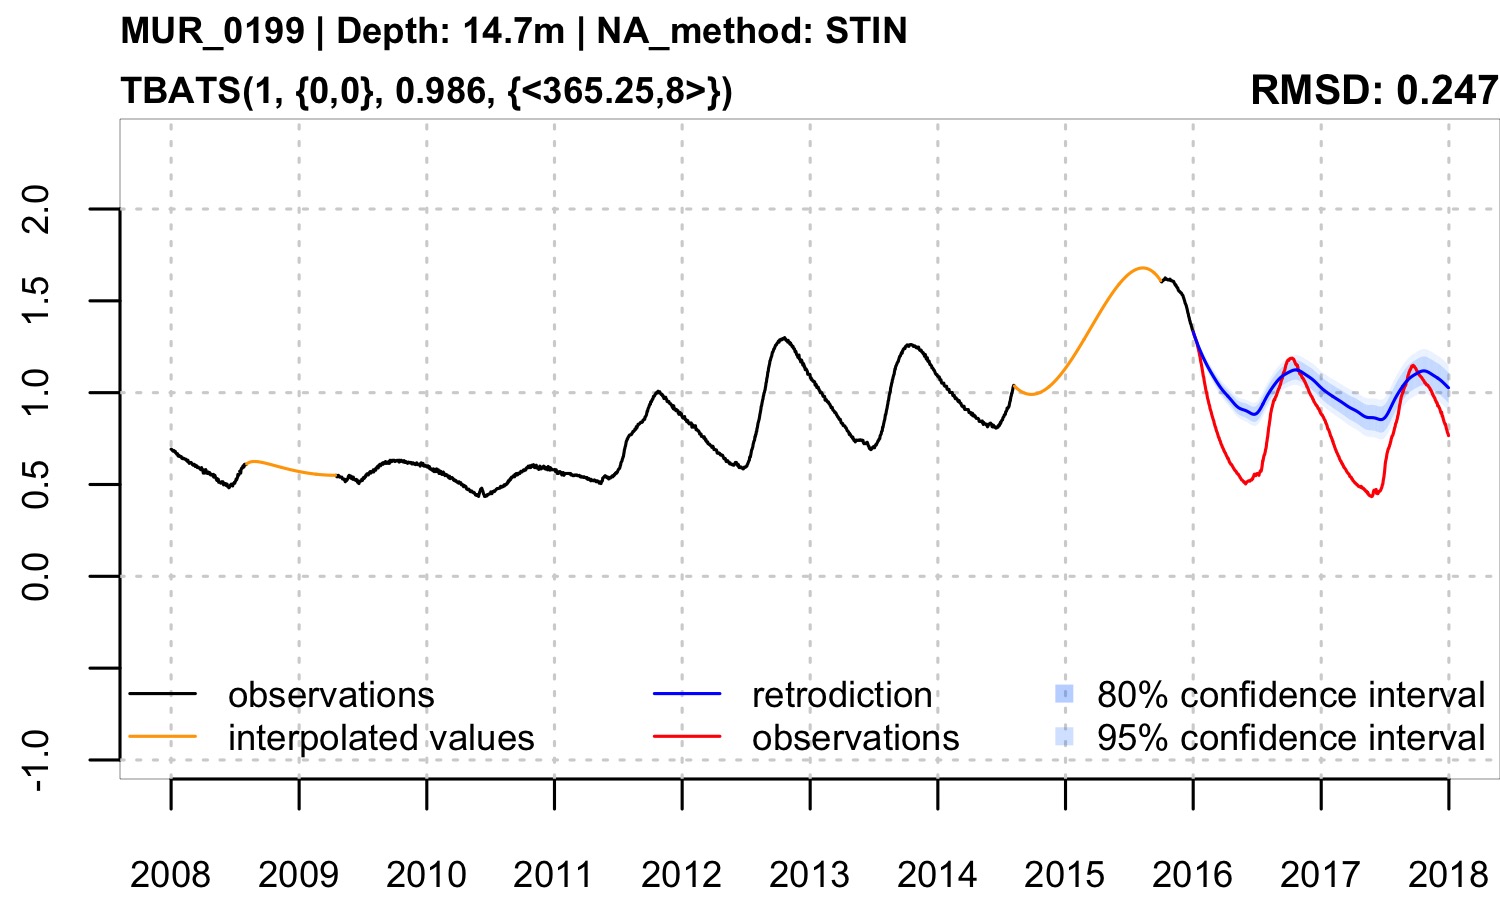 MUR_0199 | Depth: 14.7m | NA_method: STIN
TBATS(1, {0,0}, 0.986, {<365.25,8>})
RMSD: 0.247
2.0
1.5
1.0
0.5
0.0
-1.0
observations
interpolated values
retrodiction
observations
80% confidence interval
95% confidence interval
2008 2009 2010 2011 2012 2013 2014 2015 2016 2017 2018